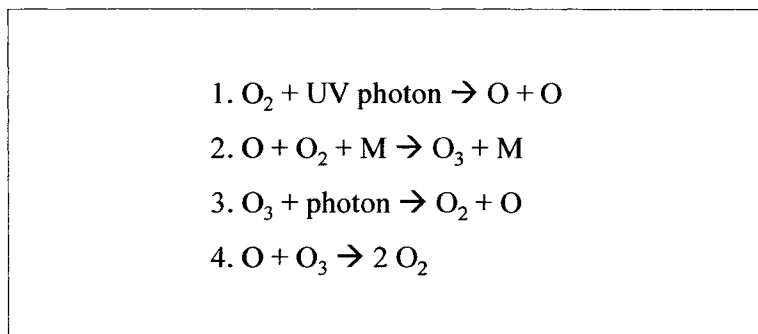 1. O₂ + UV photon → O + O
2. O + O₂ + M → O₃ + M
3. O₃ + photon → O₂ + O
4. O + O₃ → 2 O₂